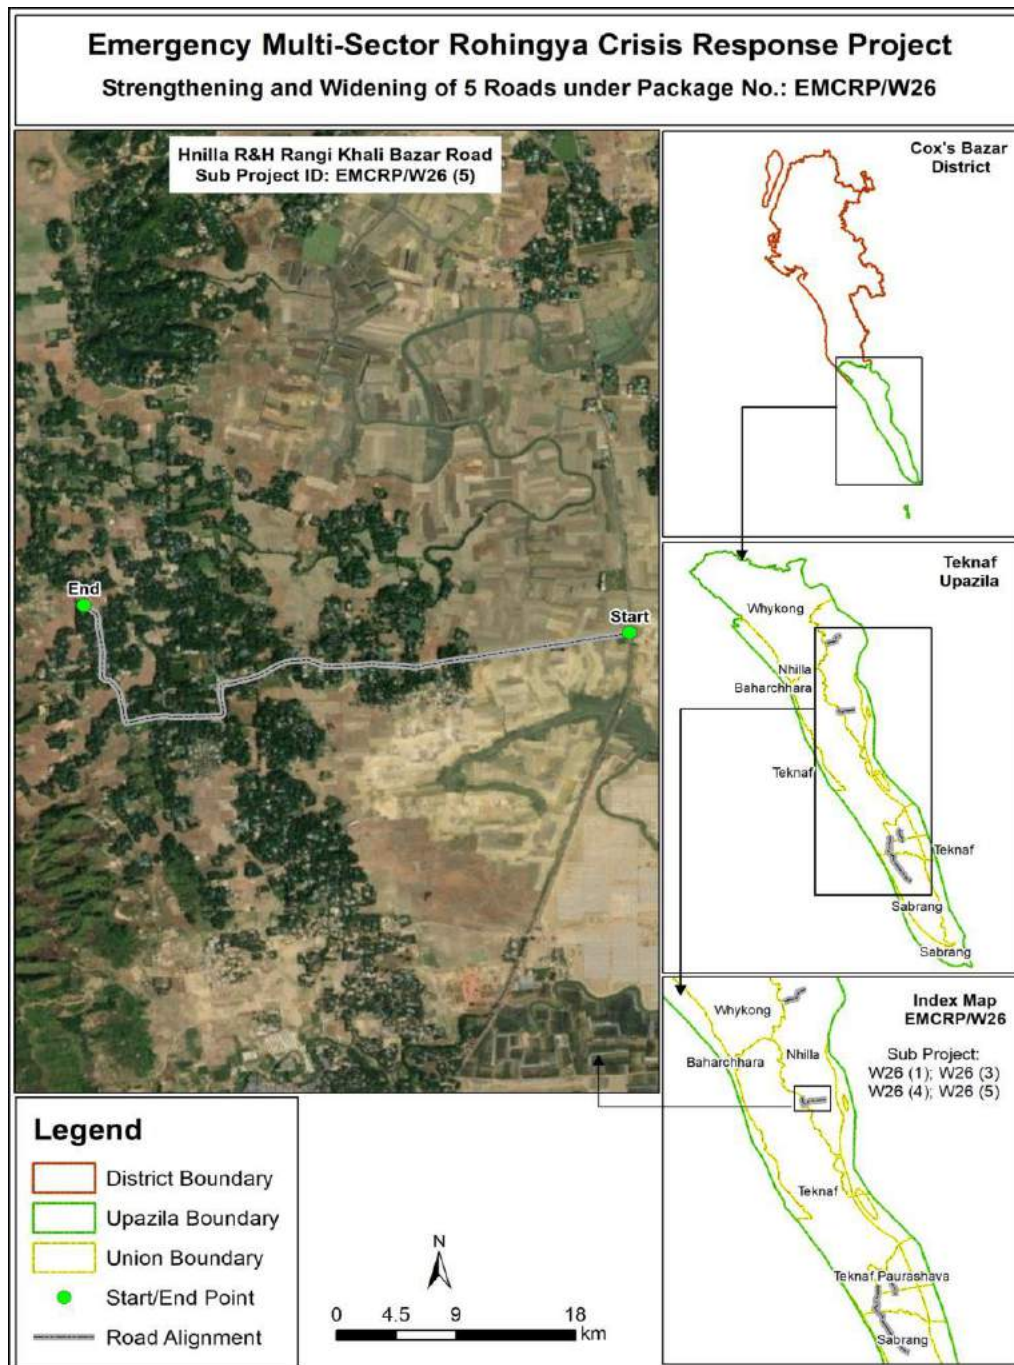 Emergency Multi-Sector Rohingya Crisis Response Project
Strengthening and Widening of 5 Roads under Package No.: EMCRP/W26
Hnilla R&H Rangi Khali Bazar Road
Sub Project ID: EMCRP/W26 (5)
End
Start
Cox's Bazar
District
Teknaf
Upazila
Whykong
Nhilla
Baharchhara
Teknaf
Teknaf
Sabrang
Sabrang
Index Map
EMCRP/W26
Sub Project:
W26 (1); W26 (3)
W26 (4); W26 (5)
Whykong
Nhilla
Baharchhara
Teknaf
Teknaf Paurashava
Sabrang
Legend
District Boundary
Upazila Boundary
Union Boundary
Start/End Point
Road Alignment
N
0 4.5 9 18
km